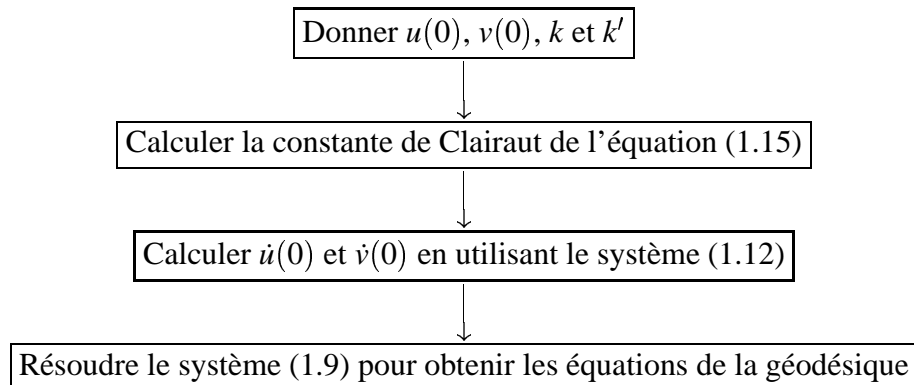 Donner u(0), v(0), k et k′
Calculer la constante de Clairaut de l'équation (1.15)
Calculer u̇(0) et v̇(0) en utilisant le système (1.12)
Résoudre le système (1.9) pour obtenir les équations de la géodésique